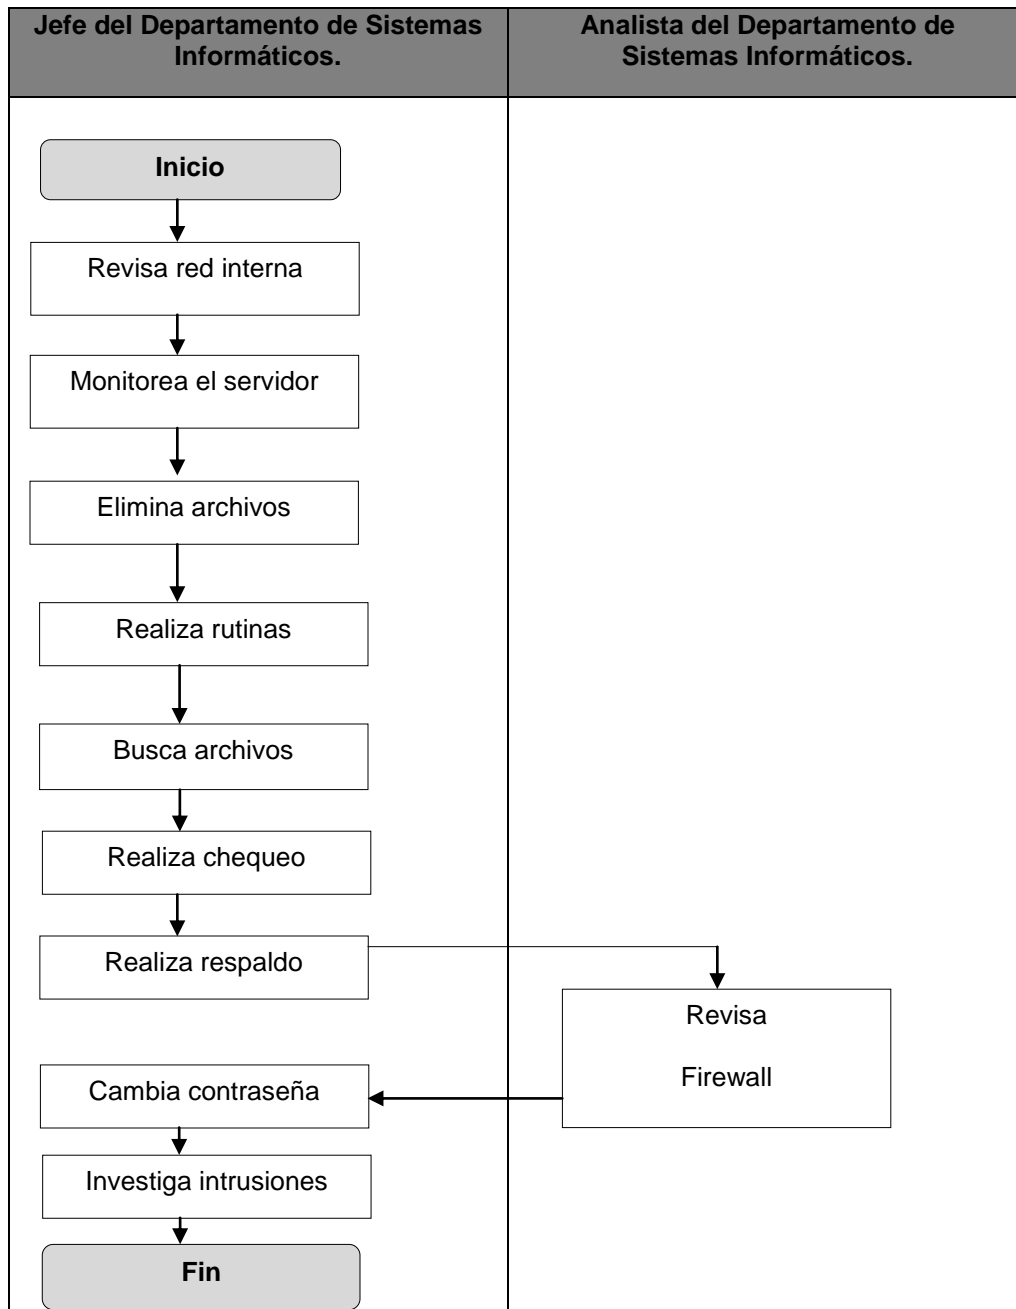 Jefe del Departamento de Sistemas
Informáticos.
Analista del Departamento de
Sistemas Informáticos.
Inicio
Revisa red interna
Monitorea el servidor
Elimina archivos
Realiza rutinas
Busca archivos
Realiza chequeo
Realiza respaldo
Revisa
Firewall
Cambia contraseña
Investiga intrusiones
Fin